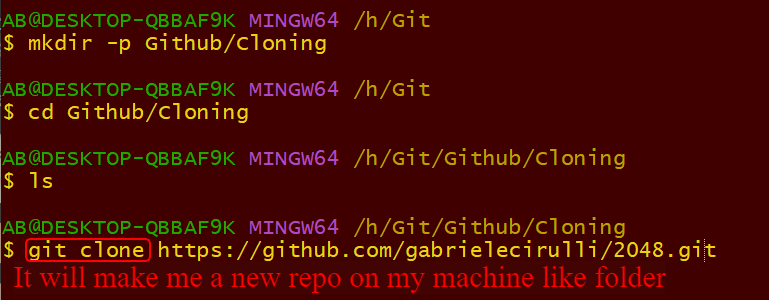 AB@DESKTOP-QBBAF9K MINGW64 /h/Git
$ mkdir -p Github/Cloning
AB@DESKTOP-QBBAF9K MINGW64 /h/Git
$ cd Github/Cloning
AB@DESKTOP-QBBAF9K MINGW64 /h/Git/Github/Cloning
$ ls
AB@DESKTOP-QBBAF9K MINGW64 /h/Git/Github/Cloning
$ git clone https://github.com/gabrielecirulli/2048.git
It will make me a new repo on my machine like folder